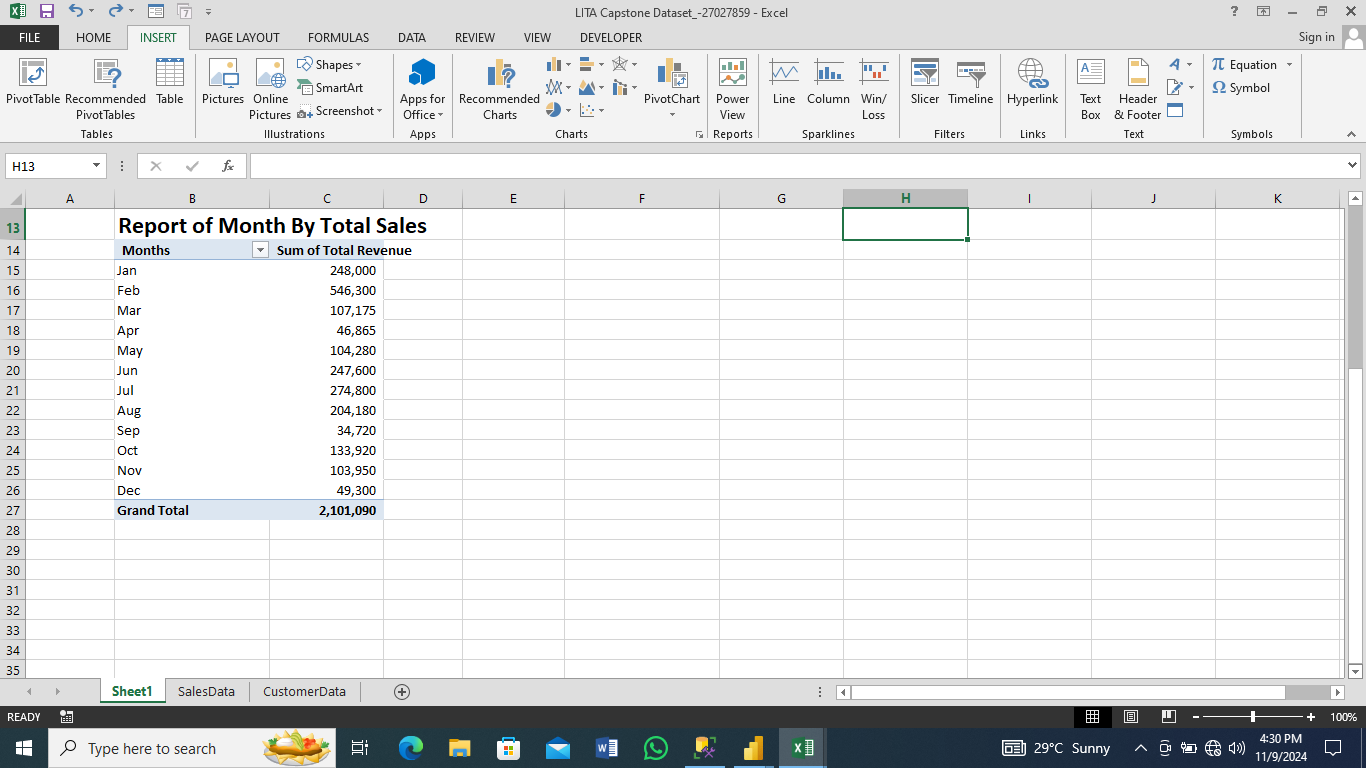 LITA Capstone Dataset_-27027859 - Excel
?
FILE HOME INSERT PAGE LAYOUT FORMULAS DATA REVIEW VIEW DEVELOPER Sign in
PivotTable Recommended PivotTables Table
Tables
Pictures Online Pictures Shapes SmartArt Screenshot
Illustrations
Apps for Office
Apps
Recommended Charts PivotChart
Charts
Power View
Reports
Line Column Win/ Loss
Sparklines
Slicer Timeline
Filters
Hyperlink
Links
Text Box Header & Footer
Text
π Equation
Ω Symbol
Symbols
H13 fx
A B C D E F G H I J K
13 Report of Month By Total Sales
14 Months Sum of Total Revenue
15 Jan 248,000
16 Feb 546,300
17 Mar 107,175
18 Apr 46,865
19 May 104,280
20 Jun 247,600
21 Jul 274,800
22 Aug 204,180
23 Sep 34,720
24 Oct 133,920
25 Nov 103,950
26 Dec 49,300
27 Grand Total 2,101,090
28
29
30
31
32
33
34
35
Sheet1 SalesData CustomerData
READY 100%
Type here to search 29°C Sunny 4:30 PM
11/9/2024